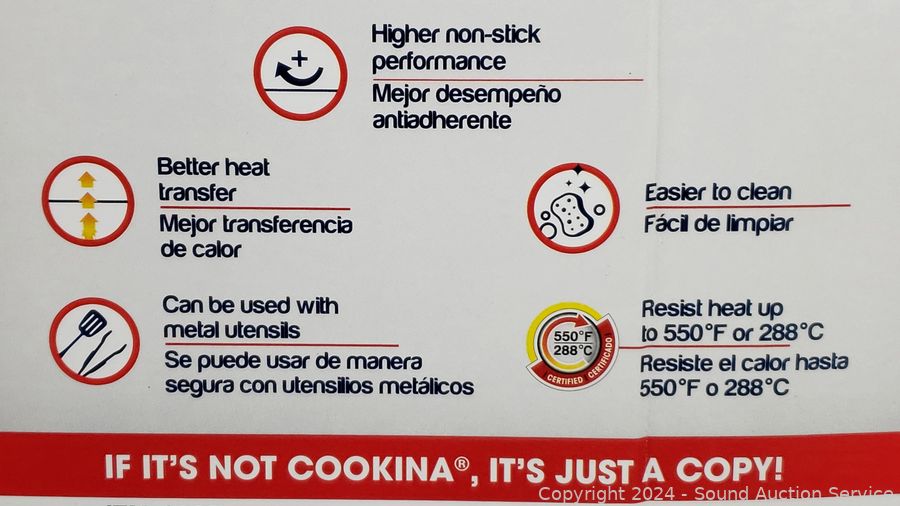 Higher non-stick
performance
Mejor desempeño
antiadherente
Better heat
transfer
Mejor transferencia
de calor
Easier to clean
Fácil de limpiar
Can be used with
metal utensils
Se puede usar de manera
segura con utensilios metálicos
550°F
288°C
CERTIFIED CERTIFICADO
Resist heat up
to 550°F or 288°C
Resiste el calor hasta
550°F o 288°C
IF IT'S NOT COOKINA®, IT'S JUST A COPY!
Copyright 2024 - Sound Auction Service